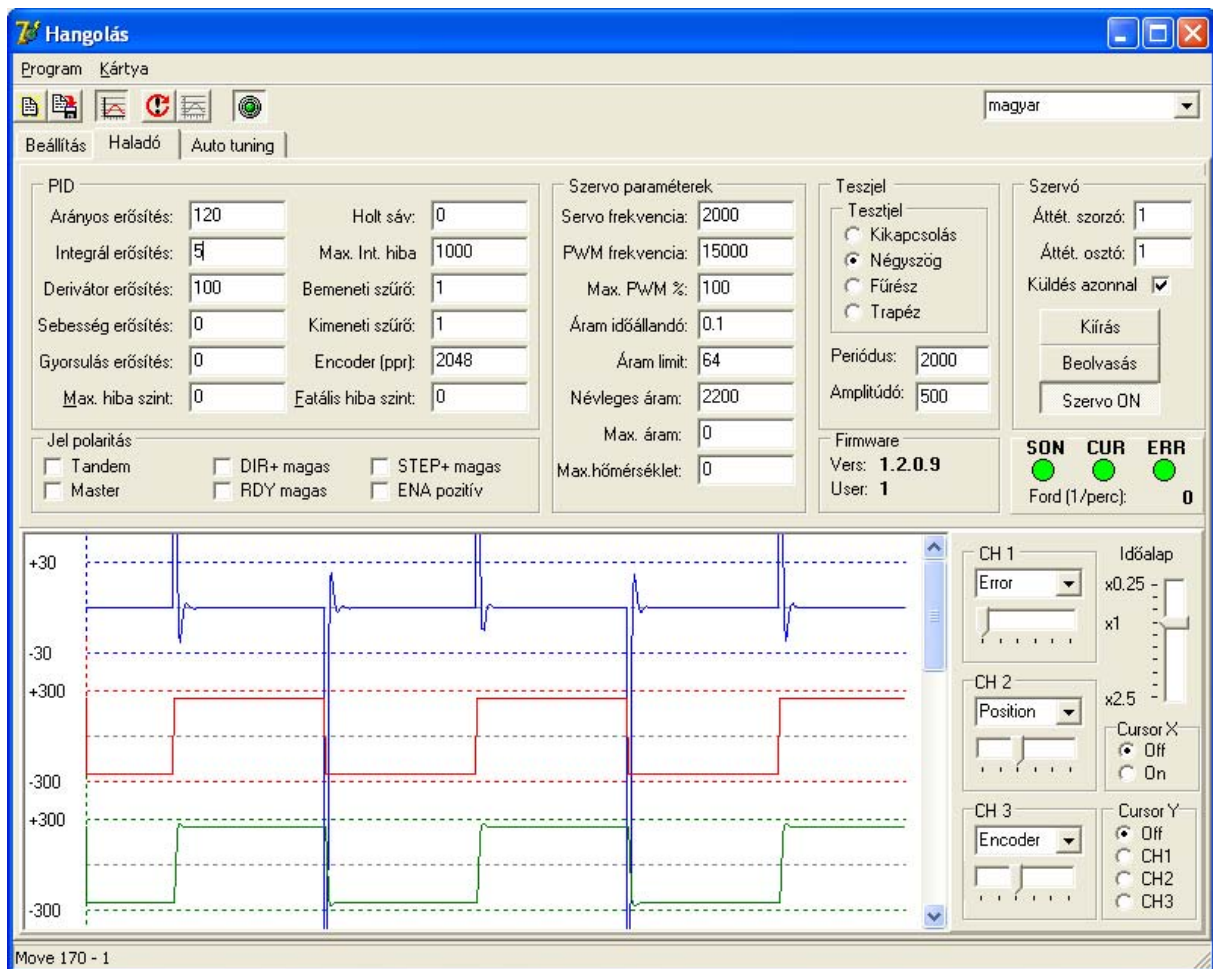 Hangolás
Program Kártya
magyar
Beállítás Haladó Auto tuning
PID
Arányos erősítés: 120
Integrál erősítés: 5
Derivátor erősítés: 100
Sebesség erősítés: 0
Gyorsulás erősítés: 0
Max. hiba szint: 0
Holt sáv: 0
Max. Int. hiba 1000
Bemeneti szűrő: 1
Kimeneti szűrő: 1
Encoder (ppr): 2048
Fatális hiba szint: 0
Jel polaritás
Tandem DIR+ magas STEP+ magas
Master RDY magas ENA pozitív
Szervo paraméterek
Servo frekvencia: 2000
PWM frekvencia: 15000
Max. PWM %: 100
Áram időállandó: 0.1
Áram limit: 64
Névleges áram: 2200
Max. áram: 0
Max.hőmérséklet: 0
Teszjel
Tesztjel
Kikapcsolás
Négyszög
Fűrész
Trapéz
Periódus: 2000
Amplitúdó: 500
Firmware
Vers: 1.2.0.9
User: 1
Szervó
Áttét. szorzó: 1
Áttét. osztó: 1
Küldés azonnal
Kiírás
Beolvasás
Szervo ON
SON CUR ERR
Ford (1/perc): 0
+30
-30
+300
-300
+300
-300
CH 1
Error
CH 2
Position
CH 3
Encoder
Időalap
x0.25
x1
x2.5
Cursor X
Off
On
Cursor Y
Off
CH1
CH2
CH3
Move 170 - 1